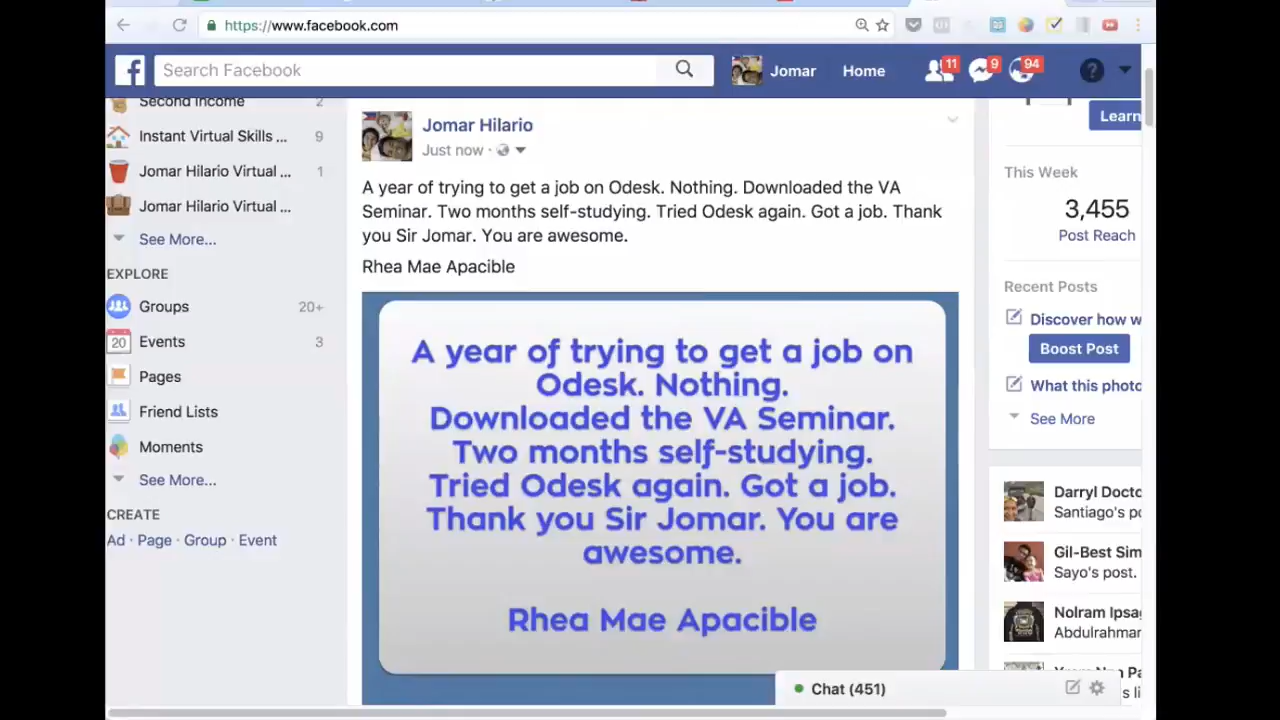 https://www.facebook.com
Search Facebook
Jomar
Home
11
9
94
Second Income 2
Instant Virtual Skills ... 9
Jomar Hilario Virtual ... 1
Jomar Hilario Virtual ...
See More...
EXPLORE
Groups 20+
20
Events 3
Pages
Friend Lists
Moments
See More...
CREATE
Ad · Page · Group · Event
Jomar Hilario
Just now ·
A year of trying to get a job on Odesk. Nothing. Downloaded the VA
Seminar. Two months self-studying. Tried Odesk again. Got a job. Thank
you Sir Jomar. You are awesome.
Rhea Mae Apacible
A year of trying to get a job on
Odesk. Nothing.
Downloaded the VA Seminar.
Two months self-studying.
Tried Odesk again. Got a job.
Thank you Sir Jomar. You are
awesome.
Rhea Mae Apacible
Learn
This Week
3,455
Post Reach
Recent Posts
Discover how w
Boost Post
What this photo
See More
Darryl Docto
Santiago's po
Gil-Best Sim
Sayo's post.
Nolram Ipsag
Abdulrahman
Chat (451)